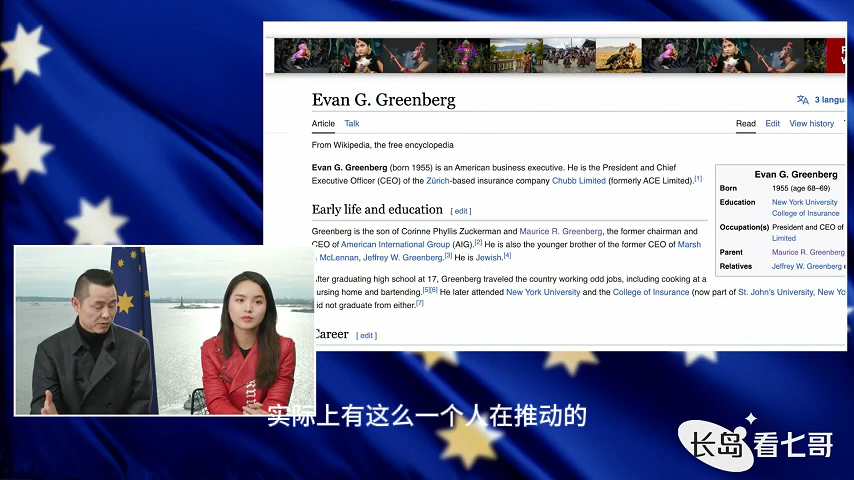 Evan G. Greenberg
3 langu
Article Talk Read Edit View history
From Wikipedia, the free encyclopedia
Evan G. Greenberg (born 1955) is an American business executive. He is the President and Chief
Executive Officer (CEO) of the Zürich-based insurance company Chubb Limited (formerly ACE Limited).[1]
Early life and education [ edit ]
Greenberg is the son of Corinne Phyllis Zuckerman and Maurice R. Greenberg, the former chairman and
CEO of American International Group (AIG).[2] He is also the younger brother of the former CEO of Marsh
McLennan, Jeffrey W. Greenberg.[3] He is Jewish.[4]
After graduating high school at 17, Greenberg traveled the country working odd jobs, including cooking at a
ursing home and bartending.[5][6] He later attended New York University and the College of Insurance (now part of St. John's University, New Yo
id not graduate from either.[7]
Career [ edit ]
Evan G. Greenberg
Born 1955 (age 68–69)
Education New York University
College of Insurance
Occupation(s) President and CEO of
Limited
Parent Maurice R. Greenberg
Relatives Jeffrey W. Greenberg
实际上有这么一个人在推动的
长岛看七哥